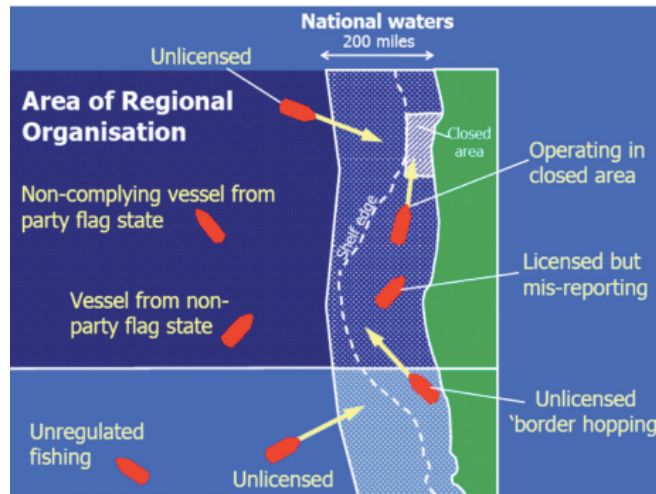 National waters
200 miles
Unlicensed
Area of Regional
Organisation
Closed
area
Operating in
closed area
Non-complying vessel from
party flag state
Shelf edge
Licensed but
mis-reporting
Vessel from non-
party flag state
Unlicensed
‘border hopping
Unregulated
fishing
Unlicensed